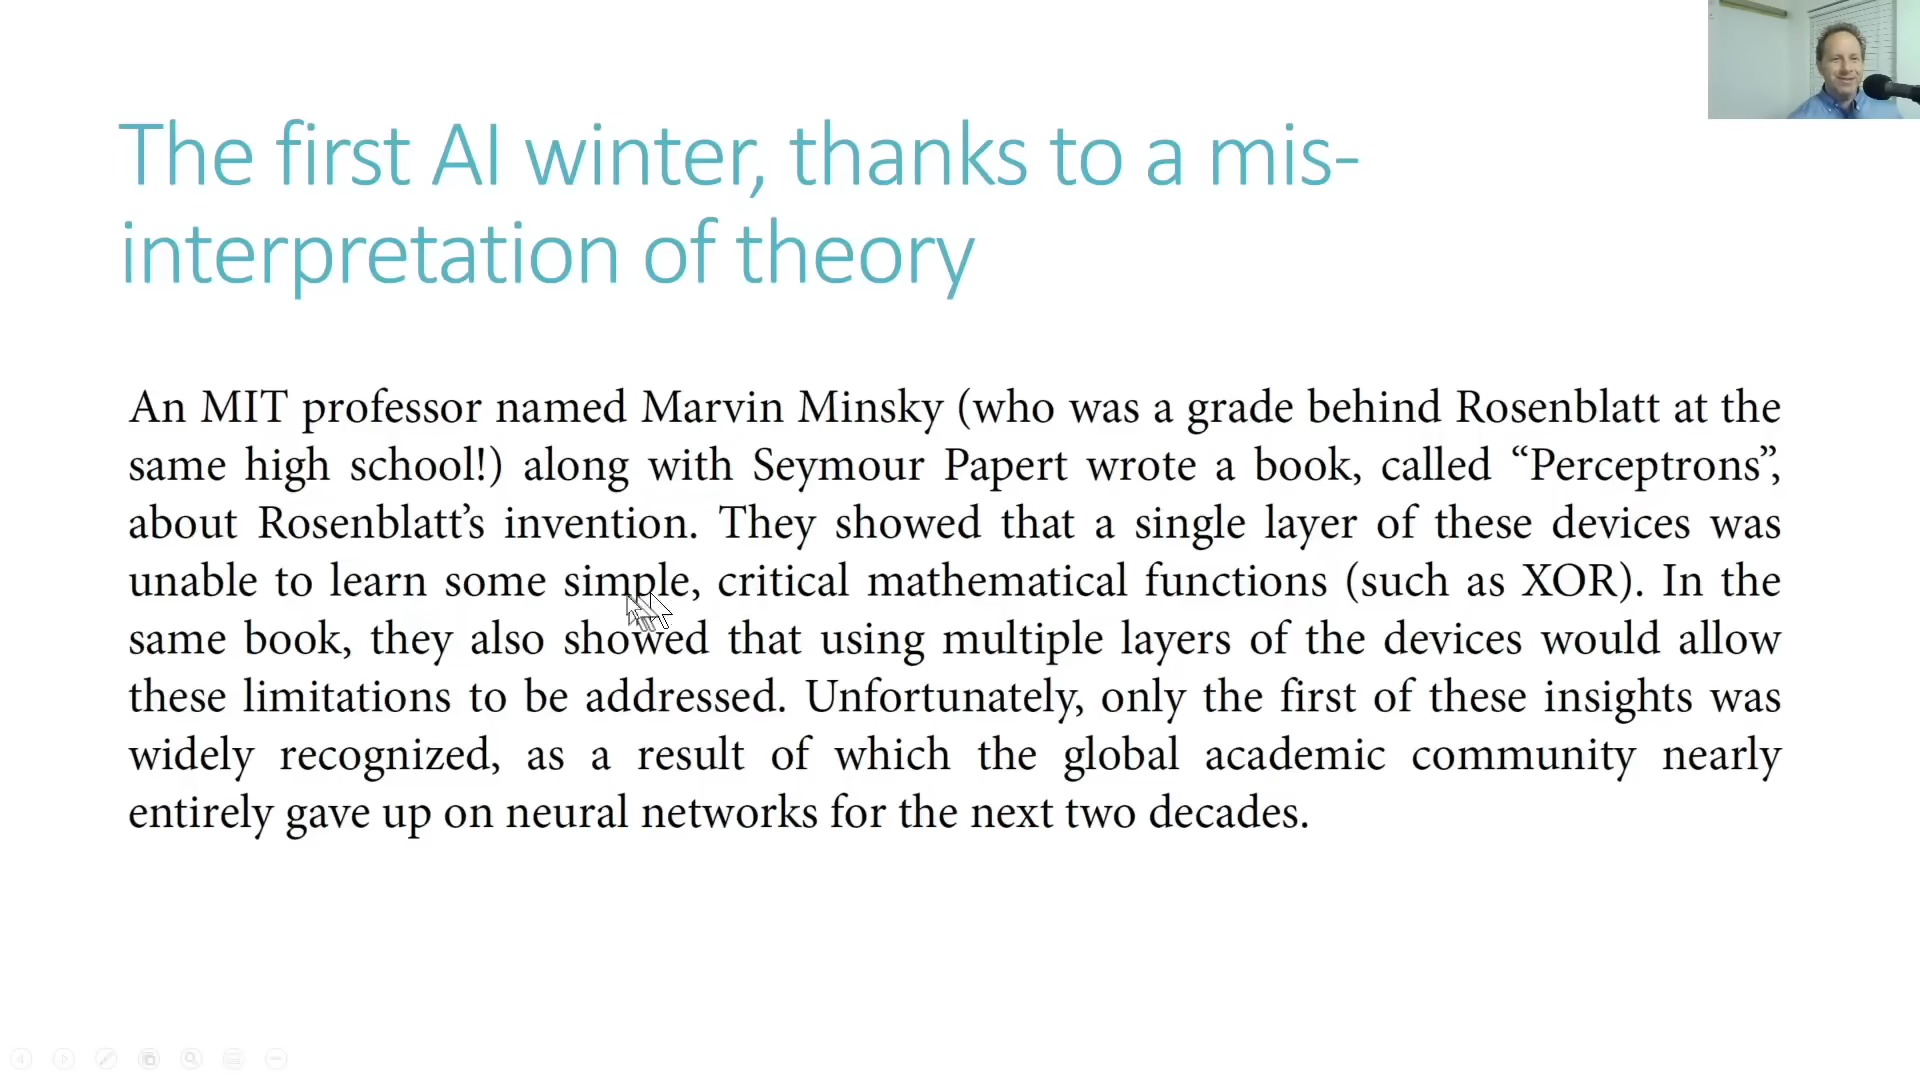 The first AI winter, thanks to a mis-
interpretation of theory
An MIT professor named Marvin Minsky (who was a grade behind Rosenblatt at the
same high school!) along with Seymour Papert wrote a book, called “Perceptrons”,
about Rosenblatt’s invention. They showed that a single layer of these devices was
unable to learn some simple, critical mathematical functions (such as XOR). In the
same book, they also showed that using multiple layers of the devices would allow
these limitations to be addressed. Unfortunately, only the first of these insights was
widely recognized, as a result of which the global academic community nearly
entirely gave up on neural networks for the next two decades.